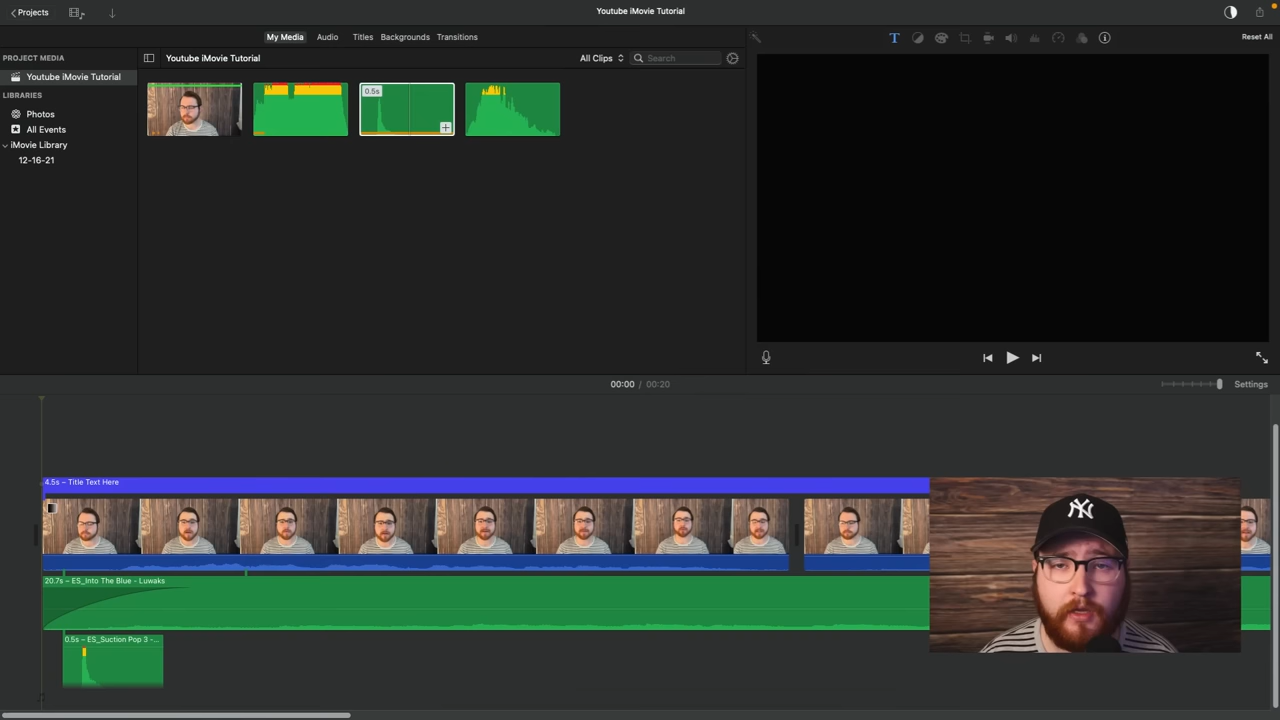 Projects
Youtube iMovie Tutorial
My Media
Audio
Titles
Backgrounds
Transitions
Reset All
PROJECT MEDIA
Youtube iMovie Tutorial
LIBRARIES
Photos
All Events
iMovie Library
12-16-21
Youtube iMovie Tutorial
All Clips
Search
0.5s
T
00:00 / 00:20
Settings
4.5s – Title Text Here
20.7s – ES_Into The Blue - Luwaks
0.5s – ES_Suction Pop 3 -...
NY